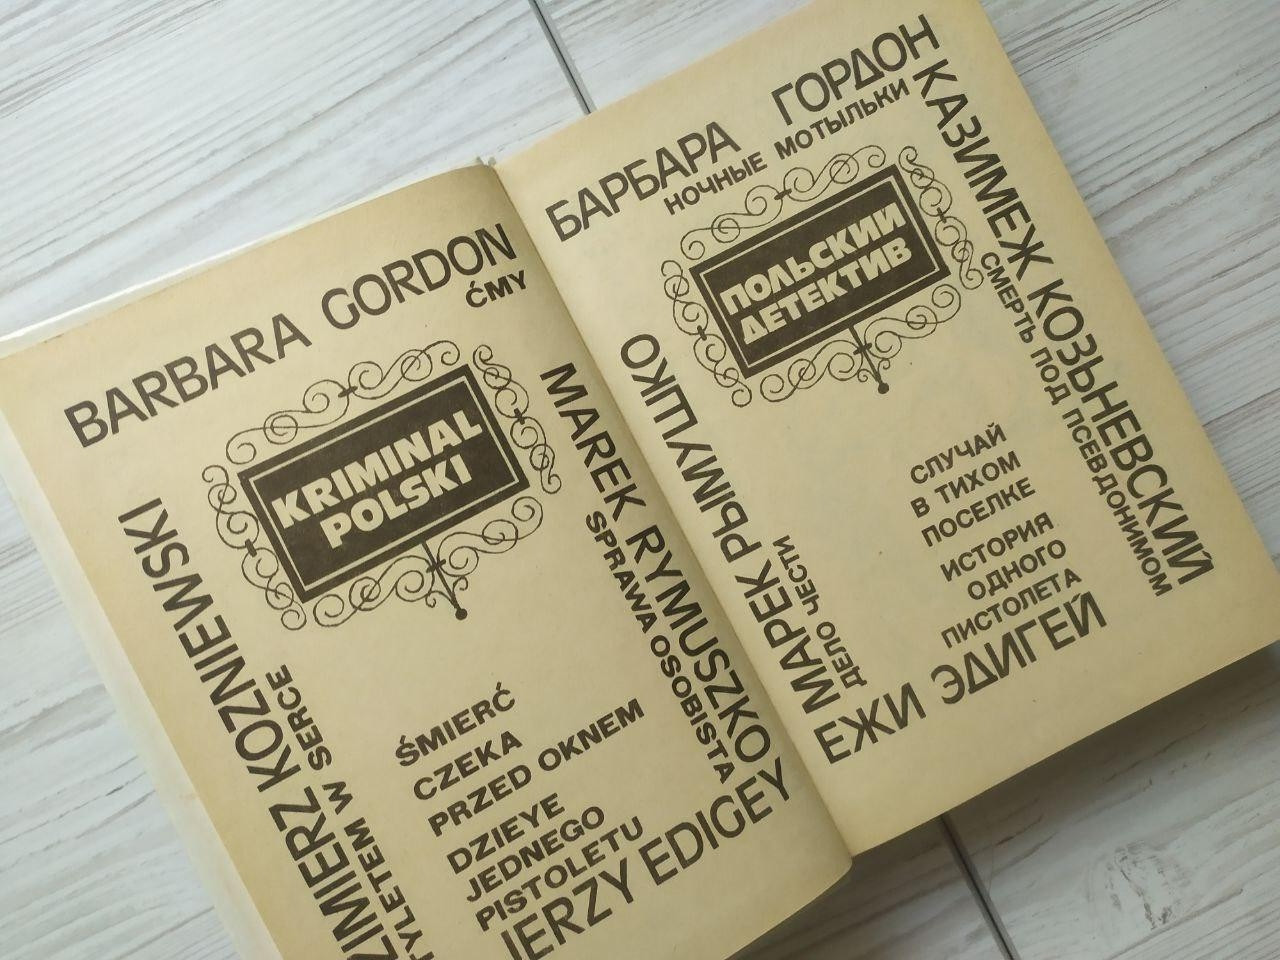 BARBARA GORDON
ĆMY
KRIMINAL
POLSKI
ZIMIERZ KOZNIEWSKI
TYLETEM W SERCE
MAREK RYMUSZKO
SPRAWA OSOBISTA
ŚMIERĆ
CZEKA
PRZED OKNEM
DZIEYE
JEDNEGO
PISTOLETU
JERZY EDIGEY
БАРБАРА ГОРДОН
НОЧНЫЕ МОТЫЛЬКИ
ПОЛЬСКИЙ
ДЕТЕКТИВ
КАЗИМЕЖ КОЗЬНЕВСКИЙ
СМЕРТЬ ПОД ПСЕВДОНИМОМ
МАРЕК РЫМУШКО
ДЕЛО ЧЕСТИ
СЛУЧАЙ
В ТИХОМ
ПОСЕЛКЕ
ИСТОРИЯ
ОДНОГО
ПИСТОЛЕТА
ЕЖИ ЭДИГЕЙ